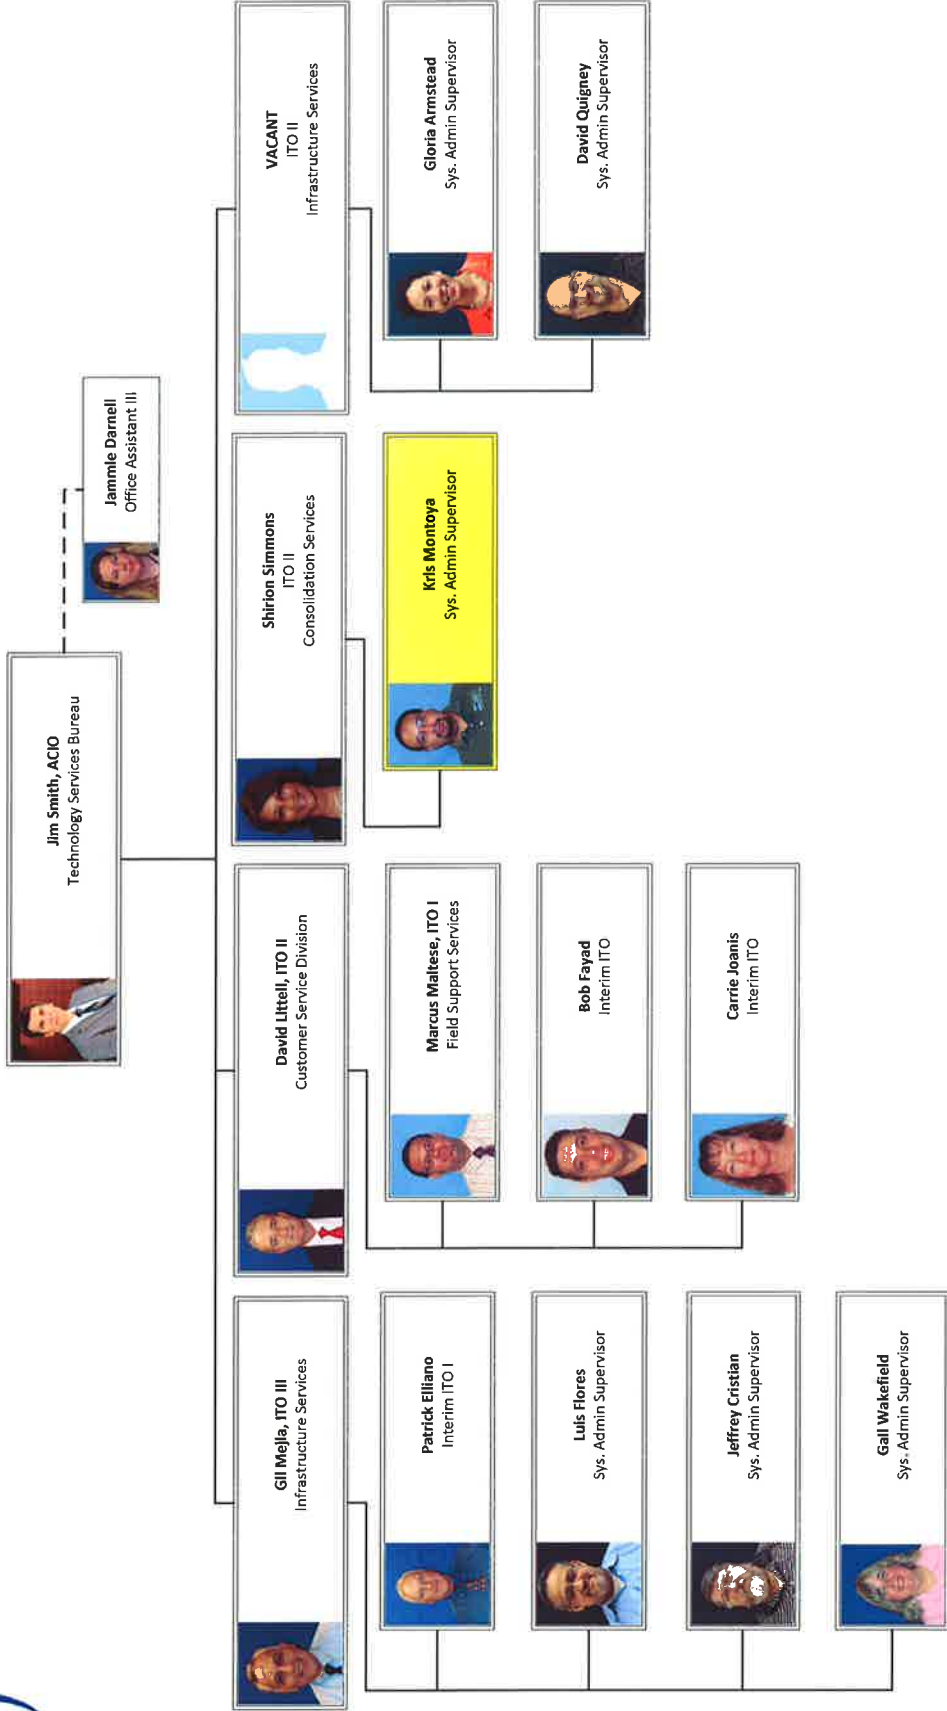 Jim Smith, ACIO
Technology Services Bureau
Jammie Darnell
Office Assistant III
Gil Mejia, ITO III
Infrastructure Services
Patrick Elliano
Interim ITO I
Luis Flores
Sys. Admin Supervisor
Jeffrey Cristian
Sys. Admin Supervisor
Gail Wakefield
Sys. Admin Supervisor
David Littell, ITO II
Customer Service Division
Marcus Maltese, ITO I
Field Support Services
Bob Fayad
Interim ITO
Carrie Joanis
Interim ITO
Shirion Simmons
ITO II
Consolidation Services
Kris Montoya
Sys. Admin Supervisor
VACANT
ITO II
Infrastructure Services
Gloria Armstead
Sys. Admin Supervisor
David Quigney
Sys. Admin Supervisor